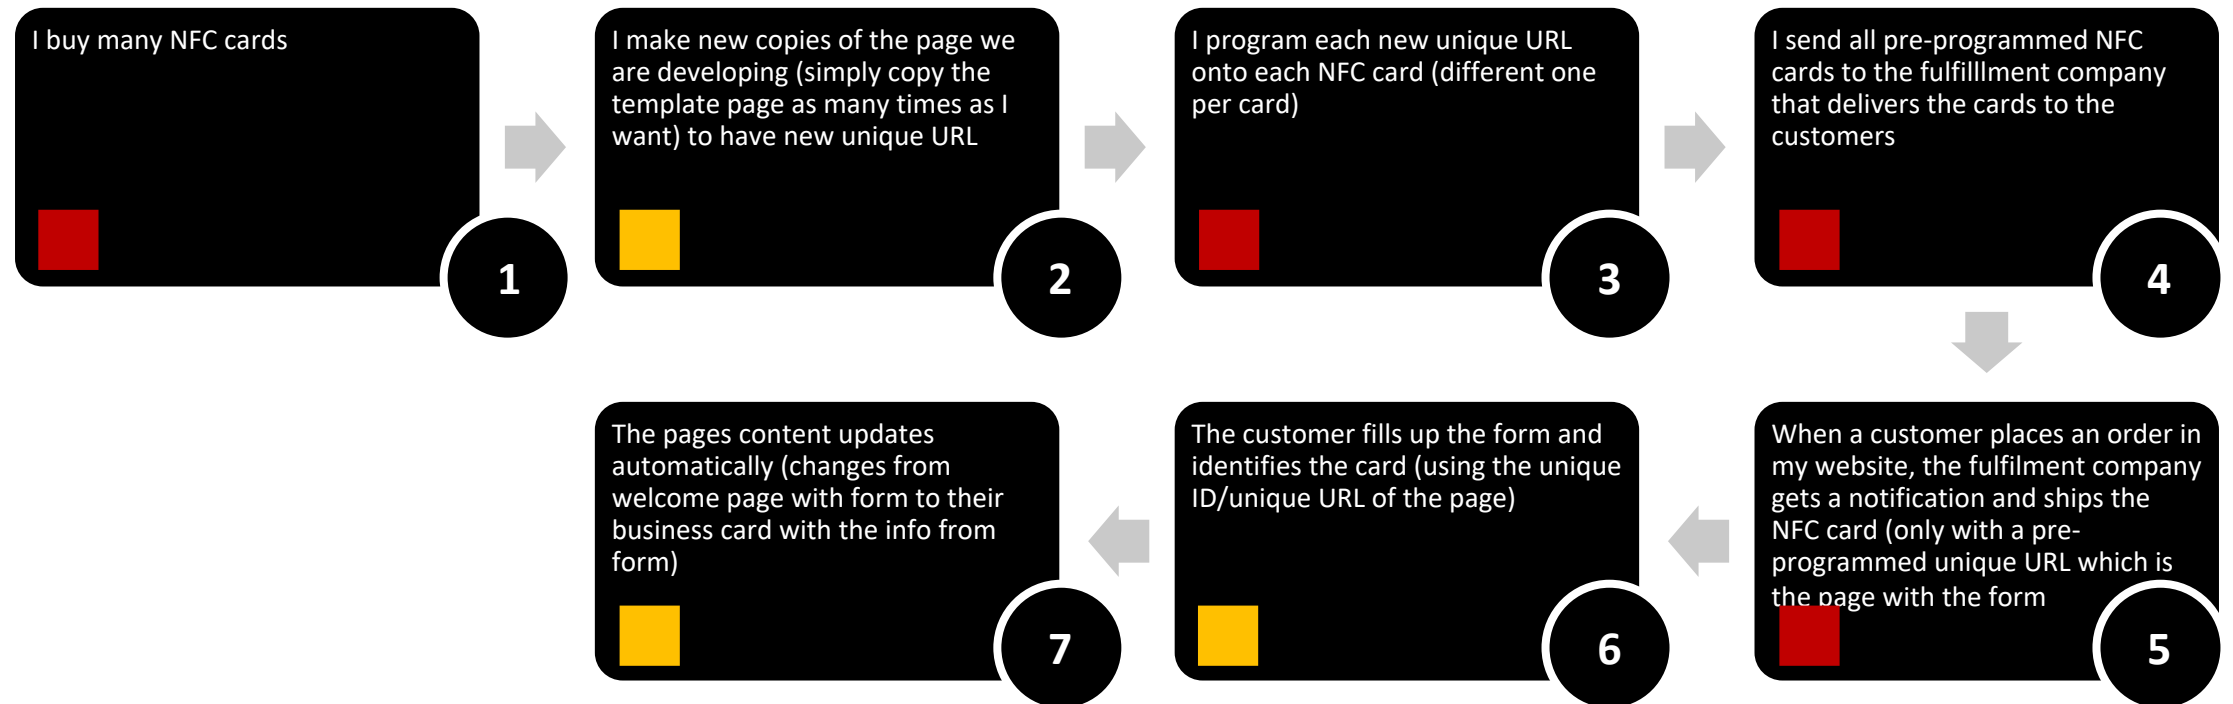 I buy many NFC cards
1
I make new copies of the page we
are developing (simply copy the
template page as many times as I
want) to have new unique URL
2
I program each new unique URL
onto each NFC card (different one
per card)
3
I send all pre-programmed NFC
cards to the fulfilllment company
that delivers the cards to the
customers
4
When a customer places an order in
my website, the fulfilment company
gets a notification and ships the
NFC card (only with a pre-
programmed unique URL which is
the page with the form
5
The customer fills up the form and
identifies the card (using the unique
ID/unique URL of the page)
6
The pages content updates
automatically (changes from
welcome page with form to their
business card with the info from
form)
7